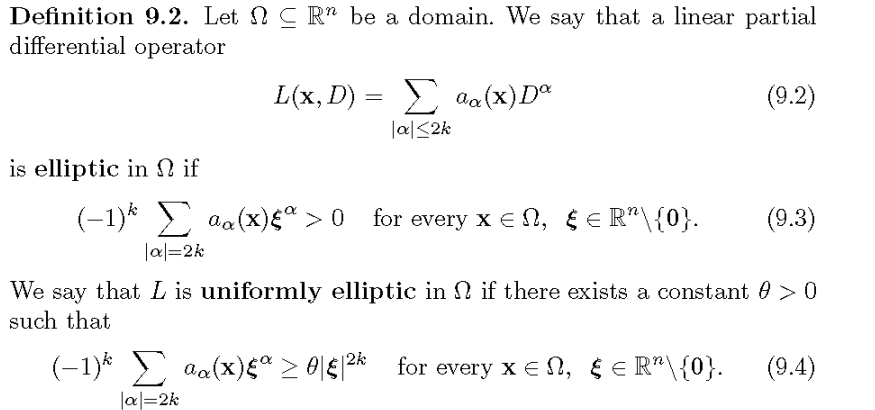 Definition 9.2. Let Ω ⊆ ℝⁿ be a domain. We say that a linear partial
differential operator
L(x, D) = ∑_{|α|≤2k} a_α(x)D^α (9.2)
is elliptic in Ω if
(−1)^k ∑_{|α|=2k} a_α(x)ξ^α > 0 for every x ∈ Ω, ξ ∈ ℝⁿ\{0}. (9.3)
We say that L is uniformly elliptic in Ω if there exists a constant θ > 0
such that
(−1)^k ∑_{|α|=2k} a_α(x)ξ^α ≥ θ|ξ|^{2k} for every x ∈ Ω, ξ ∈ ℝⁿ\{0}. (9.4)